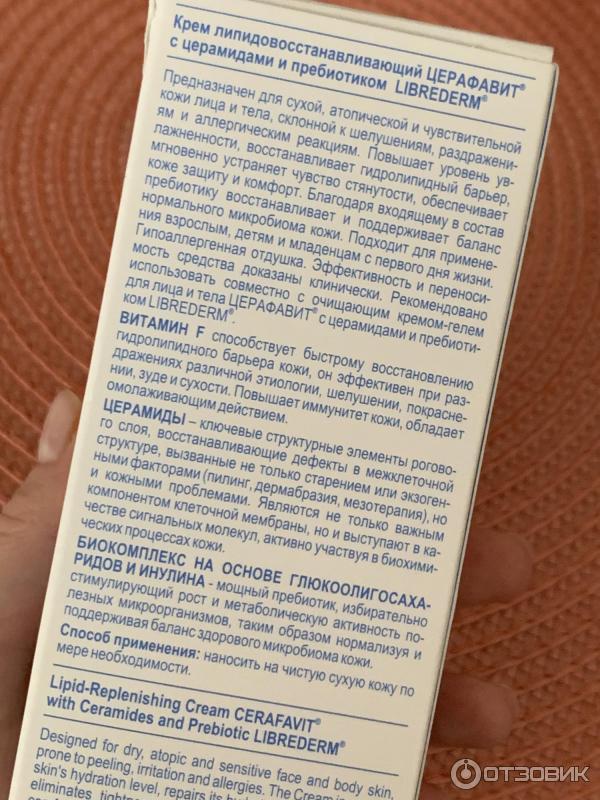 Крем липидовосстанавливающий ЦЕРАФАВИТ®
с церамидами и пребиотиком LIBREDERM®
Предназначен для сухой, атопической и чувствительной
кожи лица и тела, склонной к шелушениям, раздражени-
ям и аллергическим реакциям. Повышает уровень ув-
лажненности, восстанавливает гидролипидный барьер,
мгновенно устраняет чувство стянутости, обеспечивает
коже защиту и комфорт. Благодаря входящему в состав
пребиотику восстанавливает и поддерживает баланс
нормального микробиома кожи. Подходит для примене-
ния взрослым, детям и младенцам с первого дня жизни.
Гипоаллергенная отдушка. Эффективность и переноси-
мость средства доказаны клинически. Рекомендовано
использовать совместно с очищающим кремом-гелем
для лица и тела ЦЕРАФАВИТ® с церамидами и пребиоти-
ком LIBREDERM®.
ВИТАМИН F способствует быстрому восстановлению
гидролипидного барьера кожи, он эффективен при раз-
дражениях различной этиологии, шелушении, покрасне-
нии, зуде и сухости. Повышает иммунитет кожи, обладает
омолаживающим действием.
ЦЕРАМИДЫ – ключевые структурные элементы рогово-
го слоя, восстанавливающие дефекты в межклеточной
структуре, вызванные не только старением или экзоген-
ными факторами (пилинг, дермабразия, мезотерапия), но
и кожными проблемами. Являются не только важным
компонентом клеточной мембраны, но и выступают в ка-
честве сигнальных молекул, активно участвуя в биохими-
ческих процессах кожи.
БИОКОМПЛЕКС НА ОСНОВЕ ГЛЮКООЛИГОСАХА-
РИДОВ И ИНУЛИНА - мощный пребиотик, избирательно
стимулирующий рост и метаболическую активность по-
лезных микроорганизмов, таким образом нормализуя и
поддерживая баланс здорового микробиома кожи.
Способ применения: наносить на чистую сухую кожу по
мере необходимости.
Lipid-Replenishing Cream CERAFAVIT®
with Ceramides and Prebiotic LIBREDERM®
Designed for dry, atopic and sensitive face and body skin,
prone to peeling, irritation and allergies. The Cream
skin's hydration level, repairs its
eliminates
ОТЗОВИК